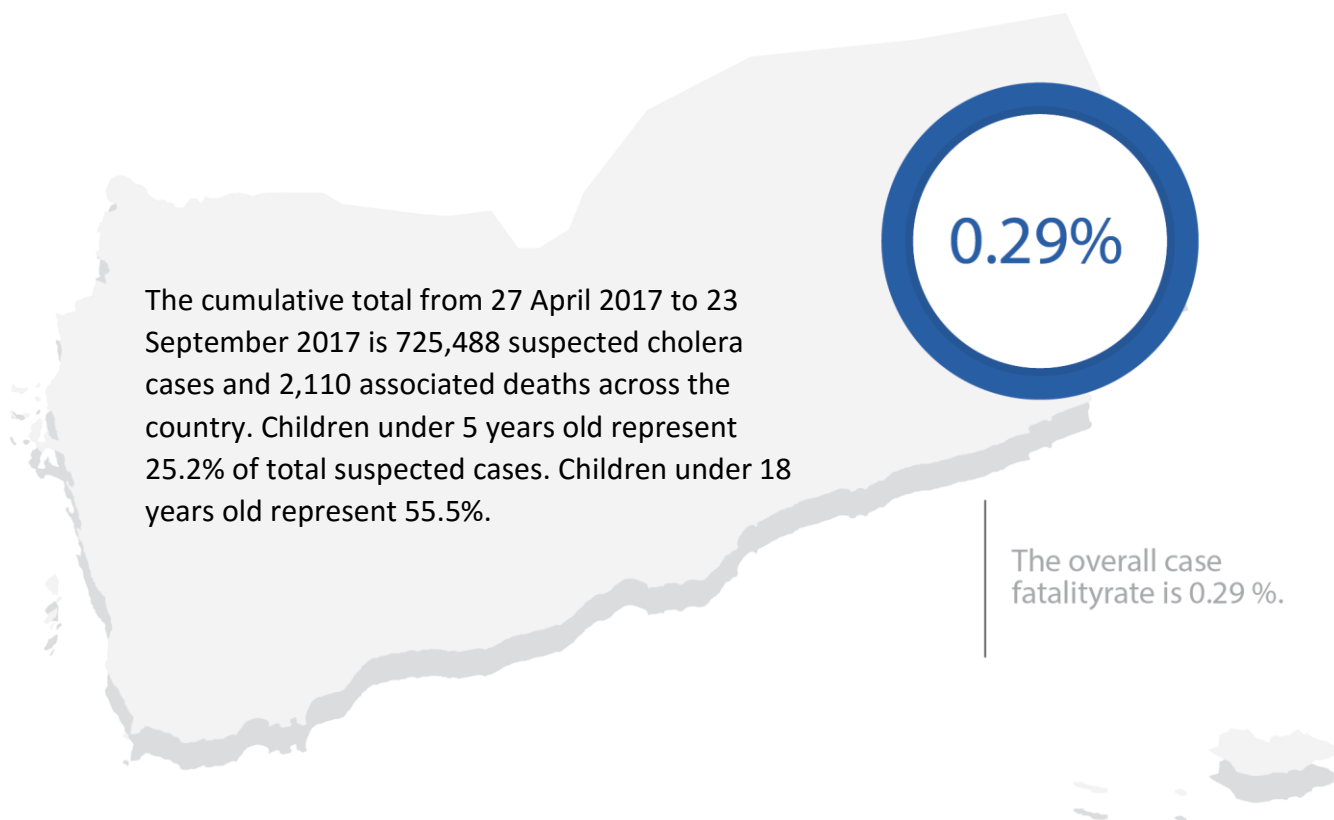 0.29%
The cumulative total from 27 April 2017 to 23
September 2017 is 725,488 suspected cholera
cases and 2,110 associated deaths across the
country. Children under 5 years old represent
25.2% of total suspected cases. Children under 18
years old represent 55.5%.
The overall case
fatalityrate is 0.29 %.